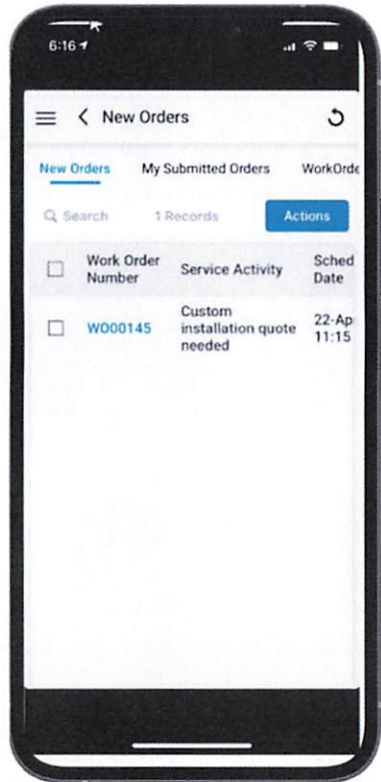 6:16
New Orders
New Orders My Submitted Orders WorkOrde
Search 1 Records Actions
Work Order Number Service Activity Sched Date
WO00145 Custom installation quote needed 22-Ap 11:15